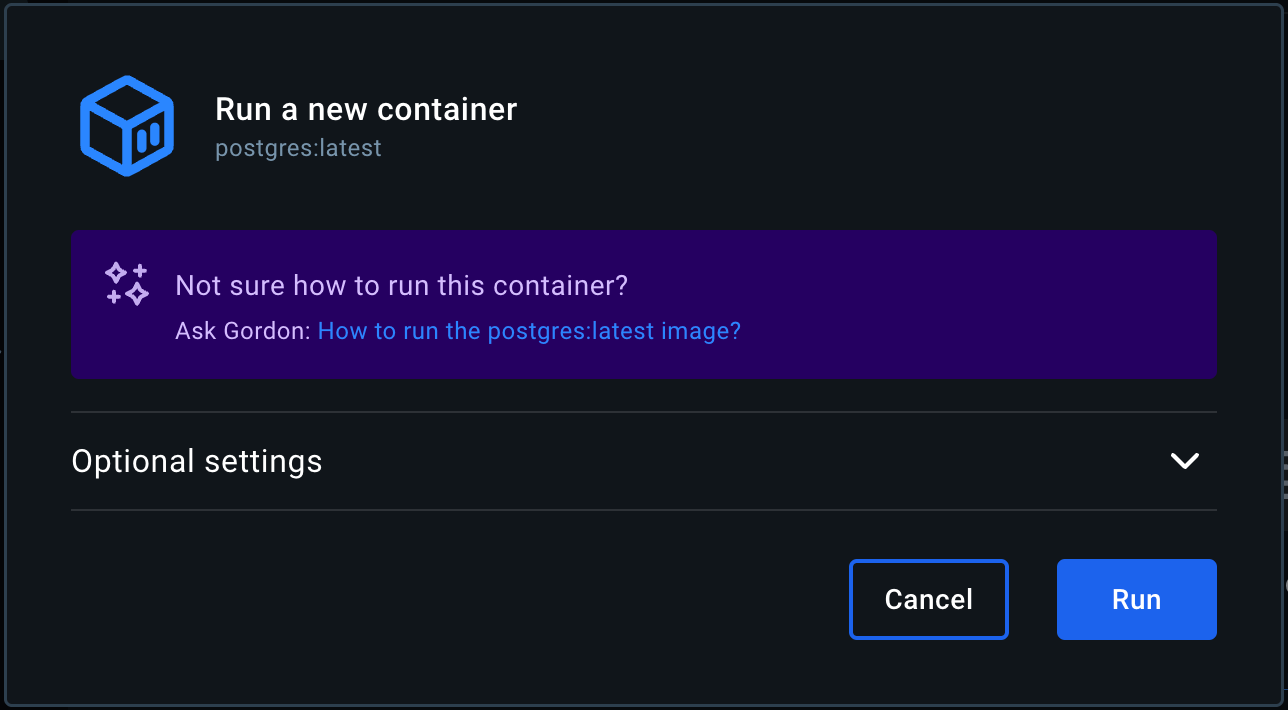 Run a new container
postgres:latest
Not sure how to run this container?
Ask Gordon: How to run the postgres:latest image?
Optional settings
Cancel
Run